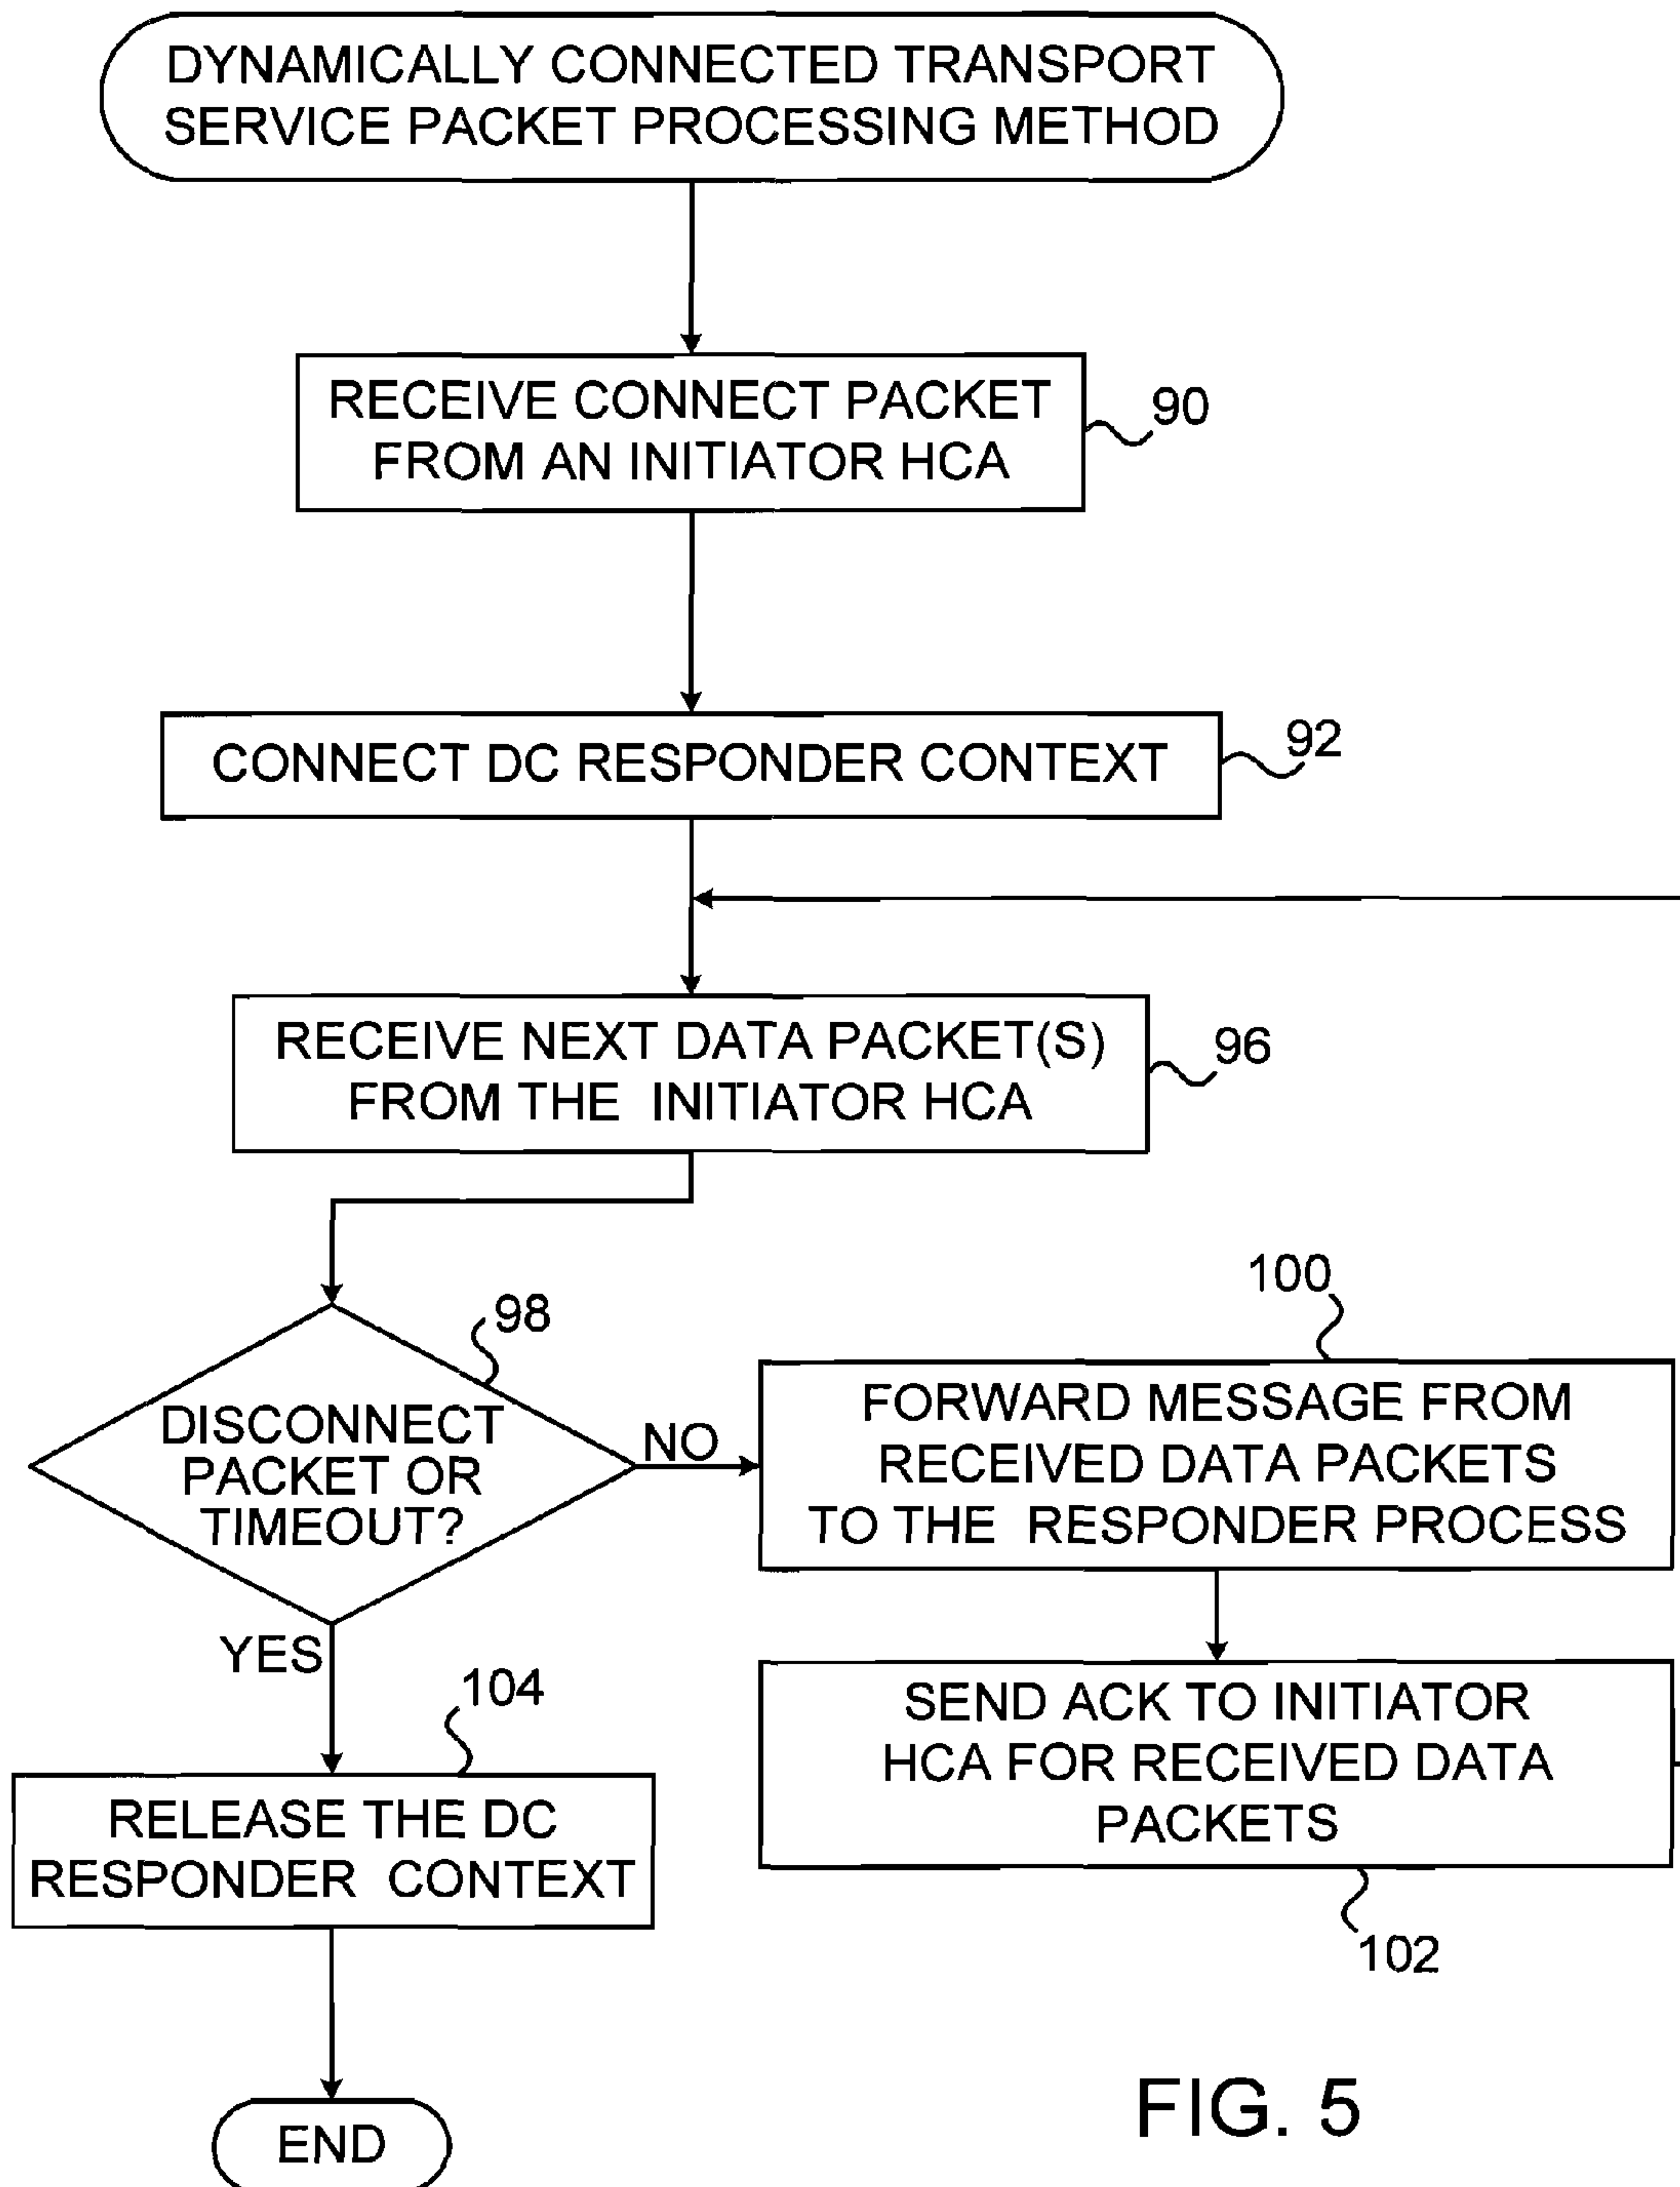 DYNAMICALLY CONNECTED TRANSPORT
SERVICE PACKET PROCESSING METHOD
RECEIVE CONNECT PACKET
FROM AN INITIATOR HCA
90
CONNECT DC RESPONDER CONTEXT
92
RECEIVE NEXT DATA PACKET(S)
FROM THE INITIATOR HCA
96
98
DISCONNECT
PACKET OR
TIMEOUT?
NO
YES
100
FORWARD MESSAGE FROM
RECEIVED DATA PACKETS
TO THE RESPONDER PROCESS
SEND ACK TO INITIATOR
HCA FOR RECEIVED DATA
PACKETS
102
104
RELEASE THE DC
RESPONDER CONTEXT
END
FIG. 5